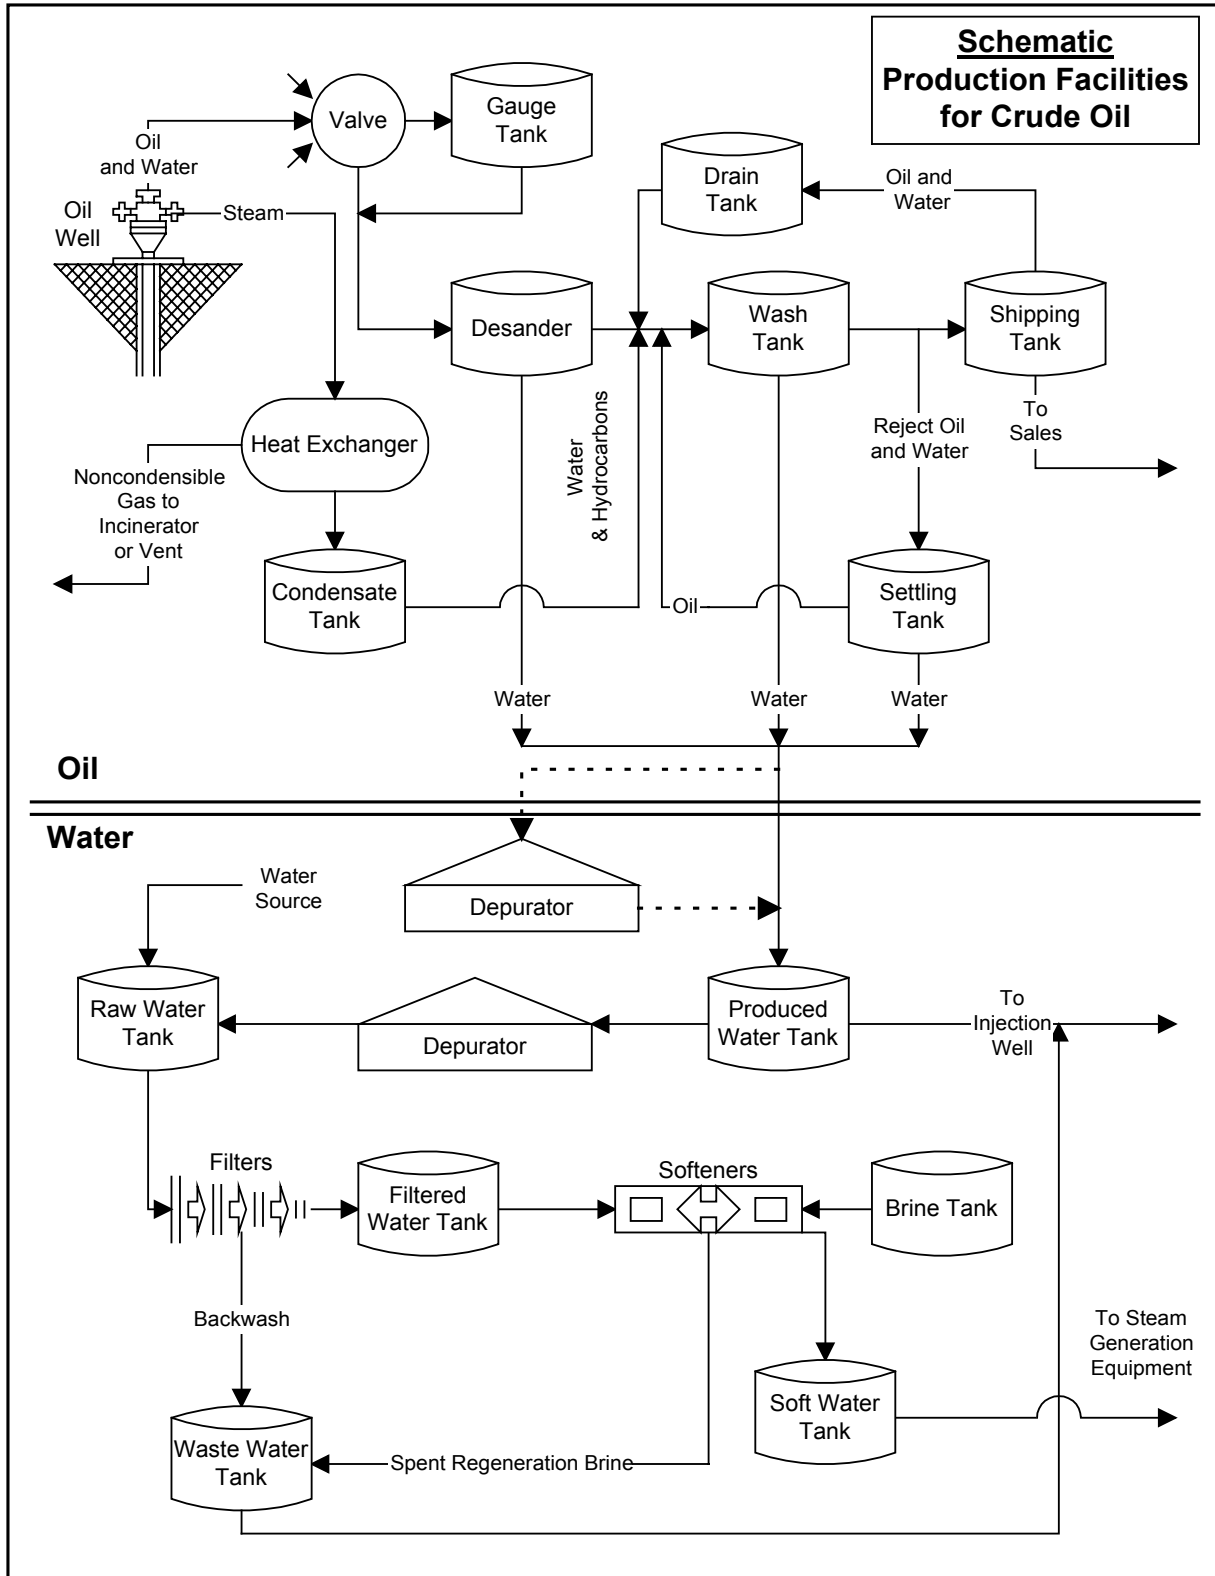 Schematic
Production Facilities
for Crude Oil
Valve
Gauge
Tank
Oil
and Water
Drain
Tank
Oil and
Water
Oil
Well
Steam
Desander
Wash
Tank
Shipping
Tank
Heat Exchanger
Water
& Hydrocarbons
Reject Oil
and Water
To
Sales
Noncondensible
Gas to
Incinerator
or Vent
Condensate
Tank
Oil
Settling
Tank
Water
Water
Water
Oil
Water
Water
Source
Depurator
Raw Water
Tank
Depurator
Produced
Water Tank
To
Injection
Well
Filters
Filtered
Water Tank
Softeners
Brine Tank
Backwash
To Steam
Generation
Equipment
Soft Water
Tank
Waste Water
Tank
Spent Regeneration Brine